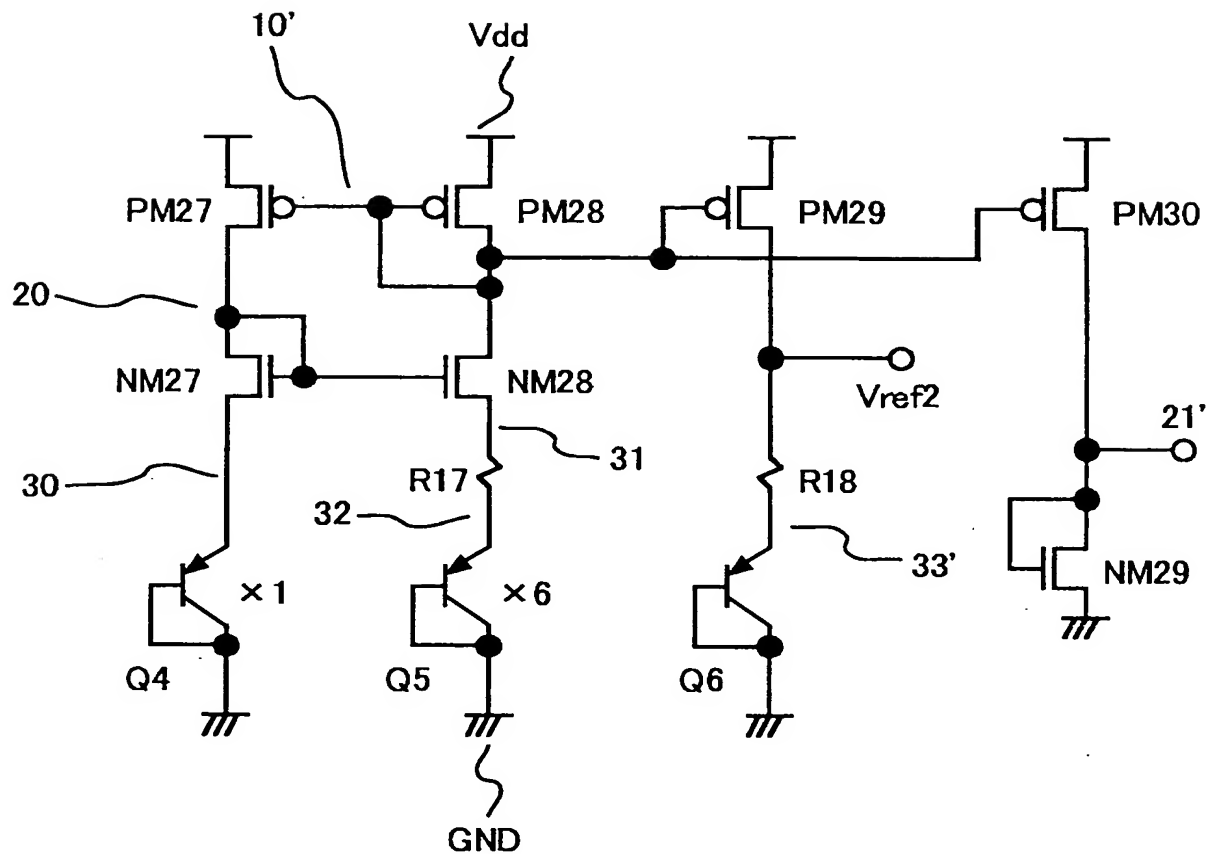 10'
Vdd
PM27
PM28
PM29
PM30
20
NM27
NM28
Vref2
21'
30
31
R17
R18
32
33'
×1
×6
NM29
Q4
Q5
Q6
GND